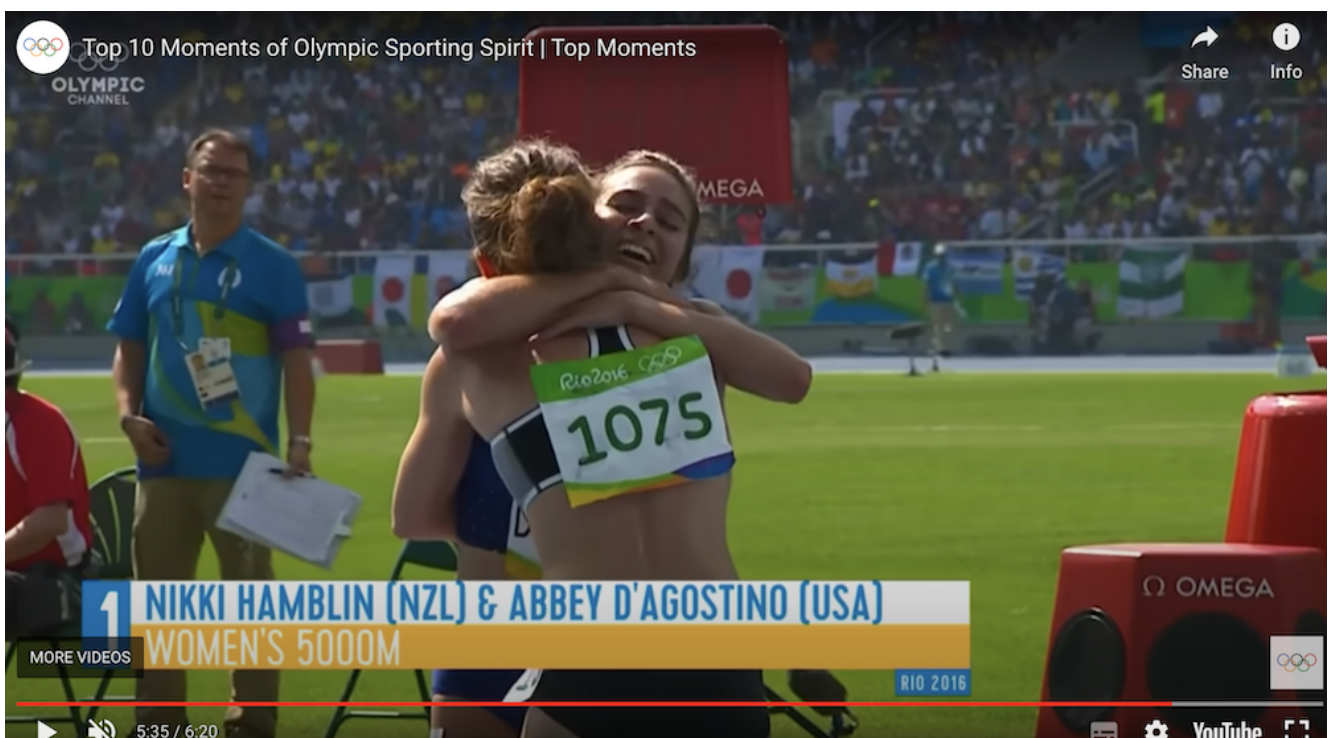 Top 10 Moments of Olympic Sporting Spirit | Top Moments
Share
Info
OLYMPIC
CHANNEL
OMEGA
Rio2016
1075
Ω OMEGA
1 NIKKI HAMBLIN (NZL) & ABBEY D'AGOSTINO (USA)
WOMEN'S 5000M
MORE VIDEOS
RIO 2016
5:35 / 6:20
YouTube